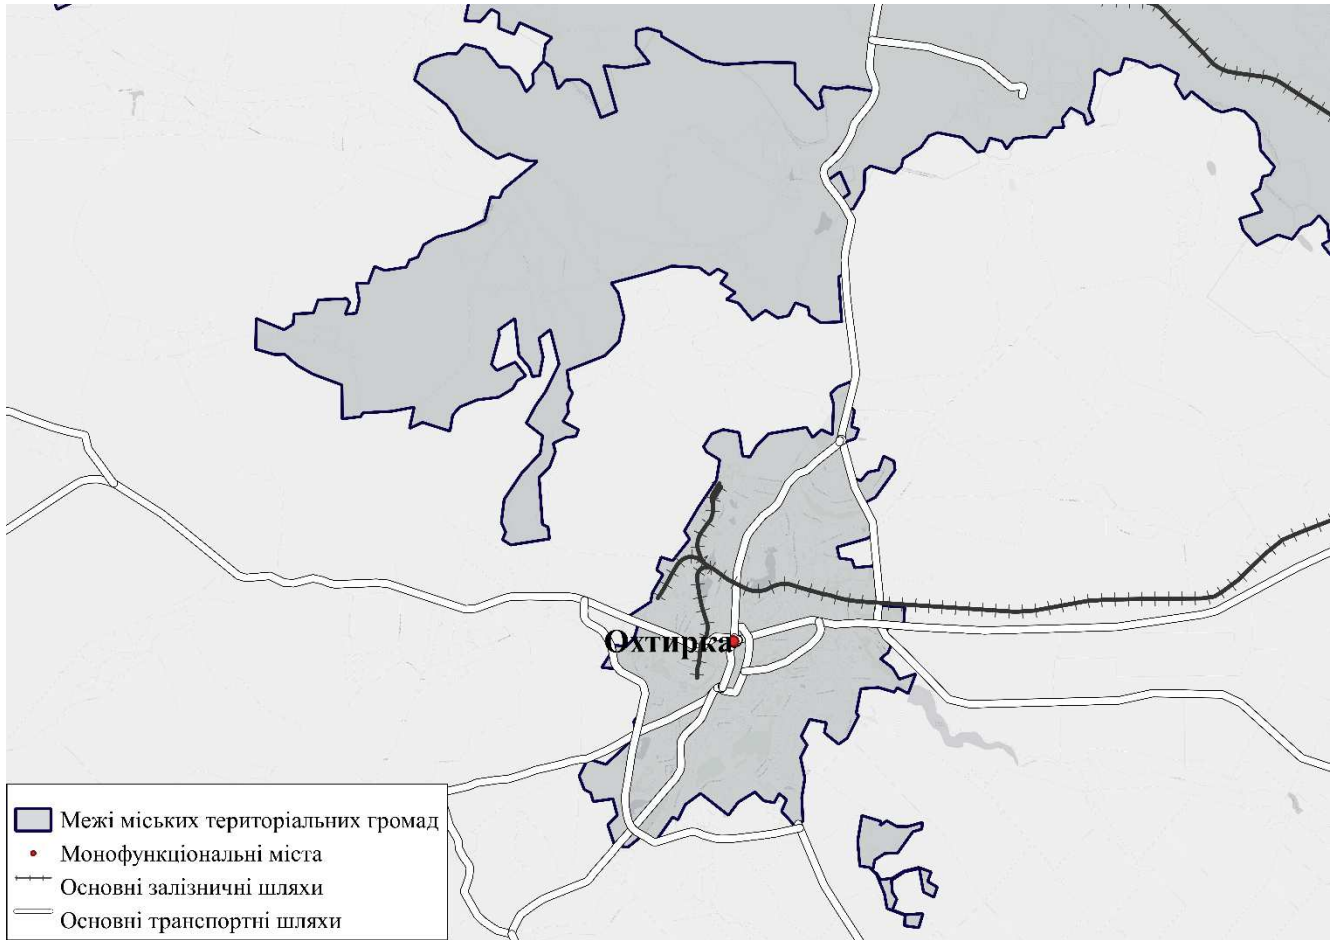 Охтирка
Межі міських територіальних громад
Монофункціональні міста
Основні залізничні шляхи
Основні транспортні шляхи